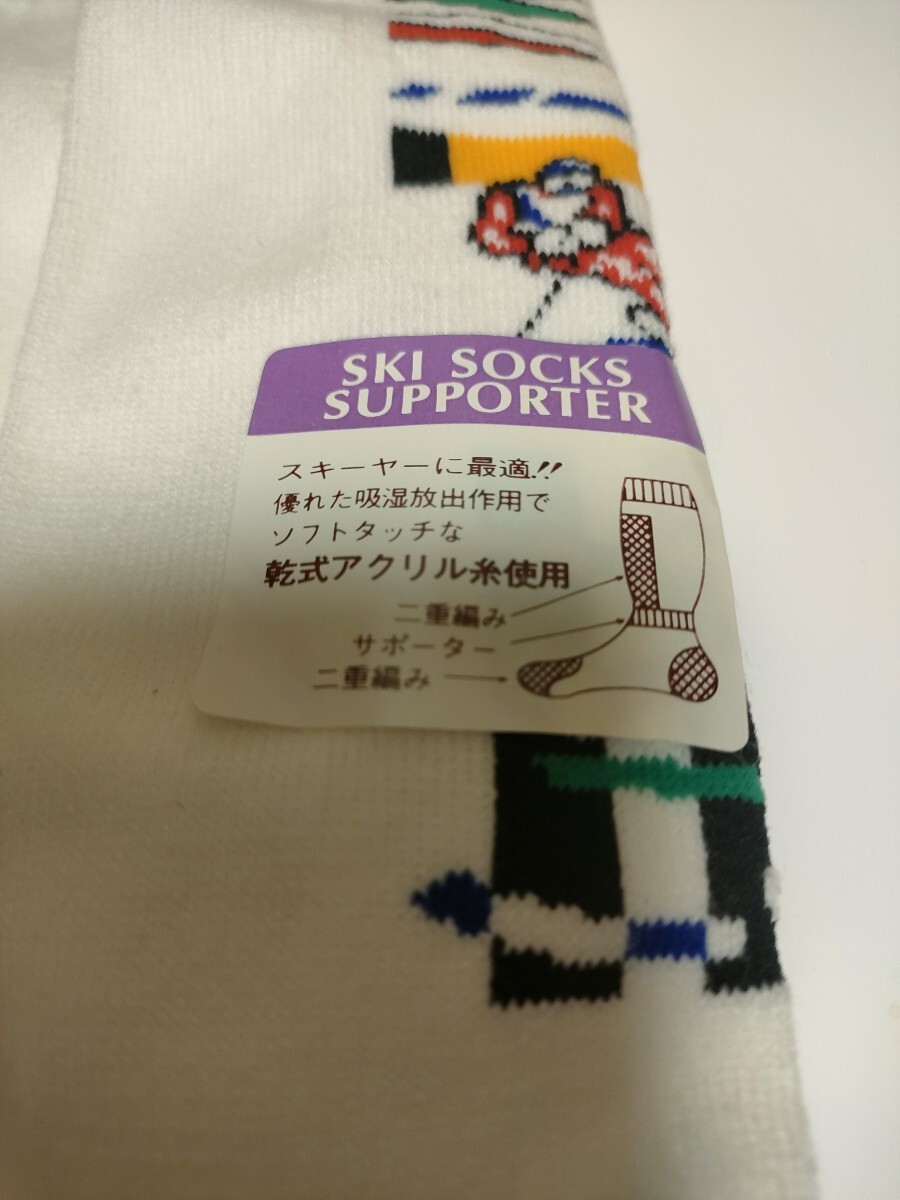 SKI SOCKS
SUPPORTER
スキーヤーに最適!!
優れた吸湿放出作用で
ソフトタッチな
乾式アクリル糸使用
二重編み
サポーター
二重編み